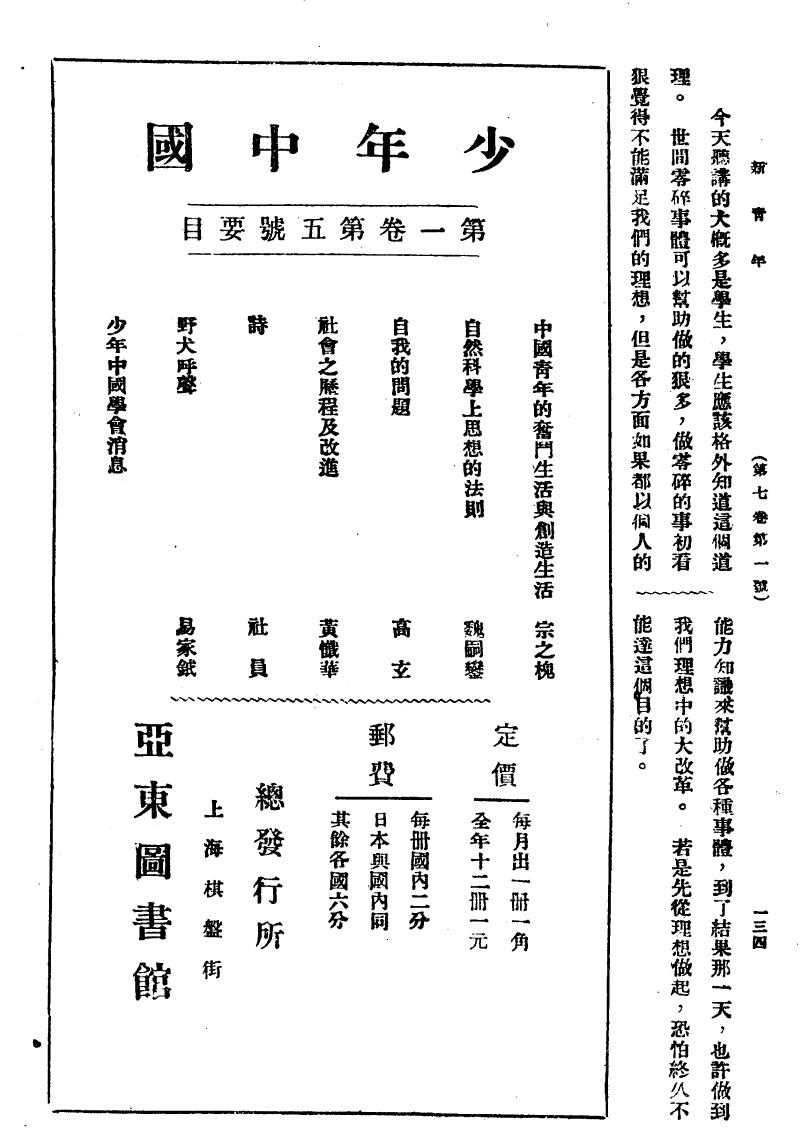 新青年
(第七卷第一號)
一三四
今天聽講的大概多是學生，學生應該格外知道這個道
理。世間零碎事體可以幫助做的狠多，做零碎的事初看
狠覺得不能滿足我們的理想，但是各方面如果都以個人的
能力知識來幫助做各種事體，到了結果那一天，也許做到
我們理想中的大改革。若是先從理想做起，恐怕終久不
能達這個目的了。
少年中國
第一卷第五號要目
中國青年的奮鬥生活與創造生活 宗之櫆
自然科學上思想的法則 魏嗣鑾
自我的問題 高玄
社會之歷程及改進 黃懺華
詩 社員
野犬呼聲 易家鉞
少年中國學會消息
定價
每月出一冊一角
全年十二冊一元
郵費
每冊國內二分
日本與國內同
其餘各國六分
總發行所
上海棋盤街
亞東圖書館